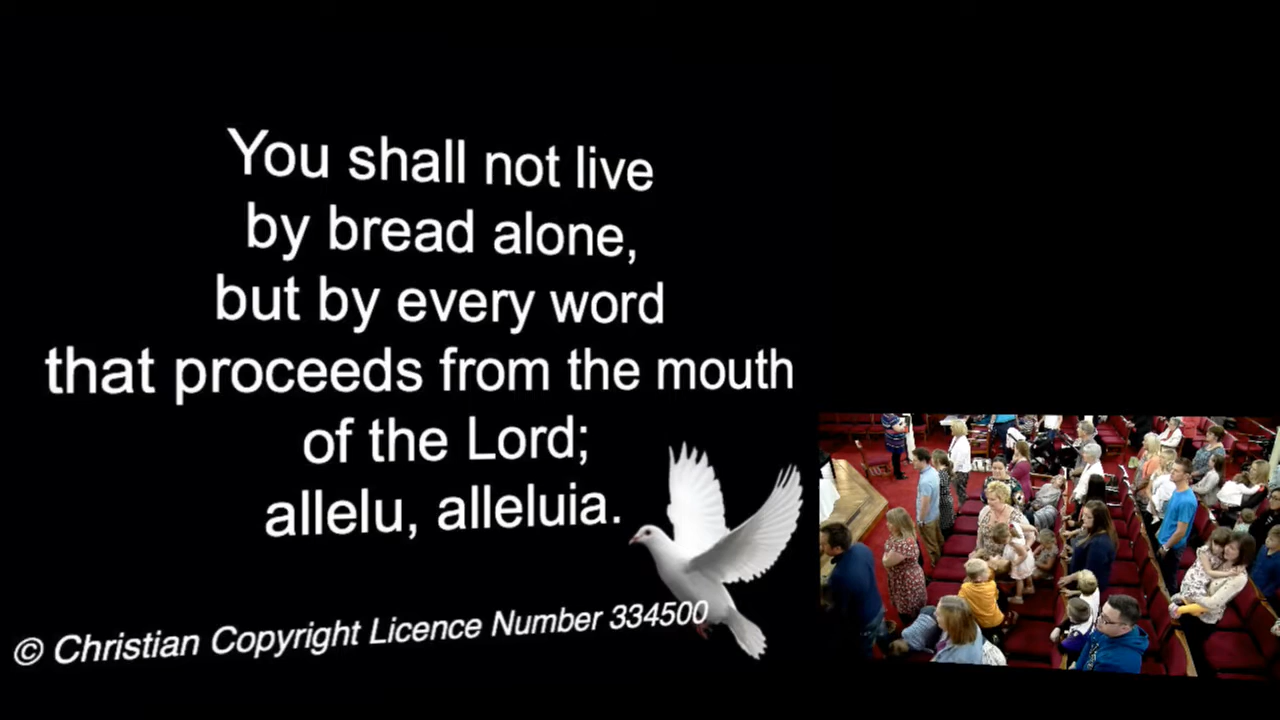 You shall not live
by bread alone,
but by every word
that proceeds from the mouth
of the Lord;
allelu, alleluia.
© Christian Copyright Licence Number 334500